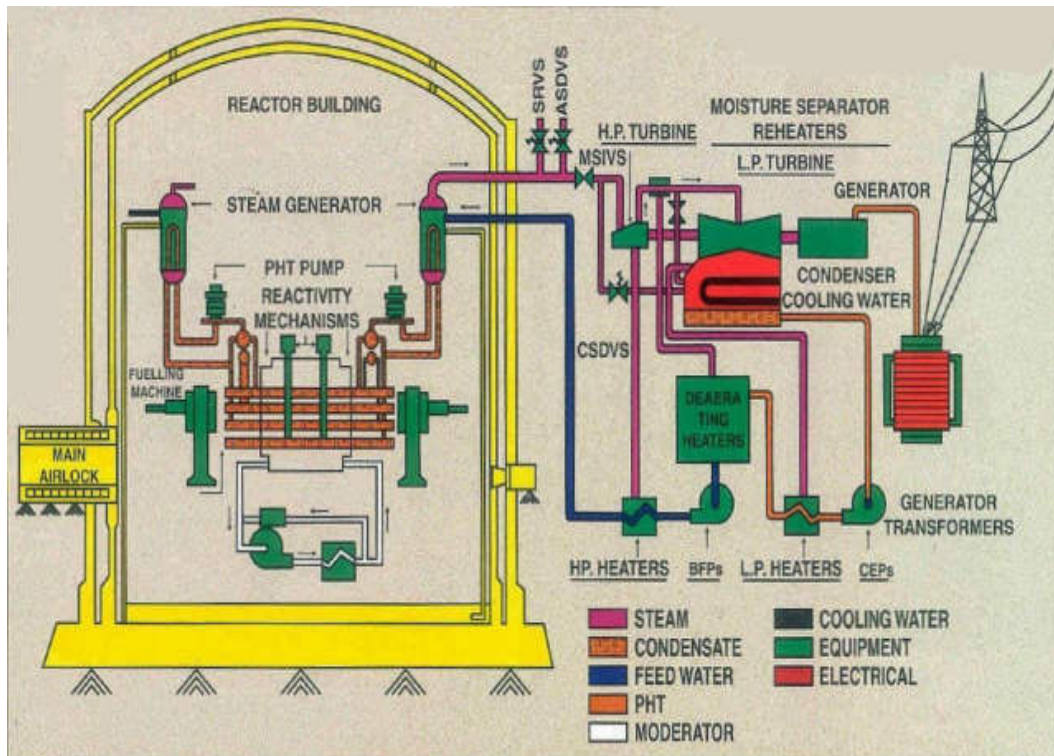 REACTOR BUILDING
SRVS
ASDVS
H.P. TURBINE
MOISTURE SEPARATOR
REHEATERS
L.P. TURBINE
GENERATOR
MSIVS
STEAM GENERATOR
PHT PUMP
REACTIVITY
MECHANISMS
CONDENSER
COOLING WATER
FUELLING
MACHINE
CSDVS
DEAERA
TING
HEATERS
MAIN
AIRLOCK
GENERATOR
TRANSFORMERS
HP. HEATERS
BFPs
L.P. HEATERS
CEPs
STEAM
CONDENSATE
FEED WATER
PHT
MODERATOR
COOLING WATER
EQUIPMENT
ELECTRICAL